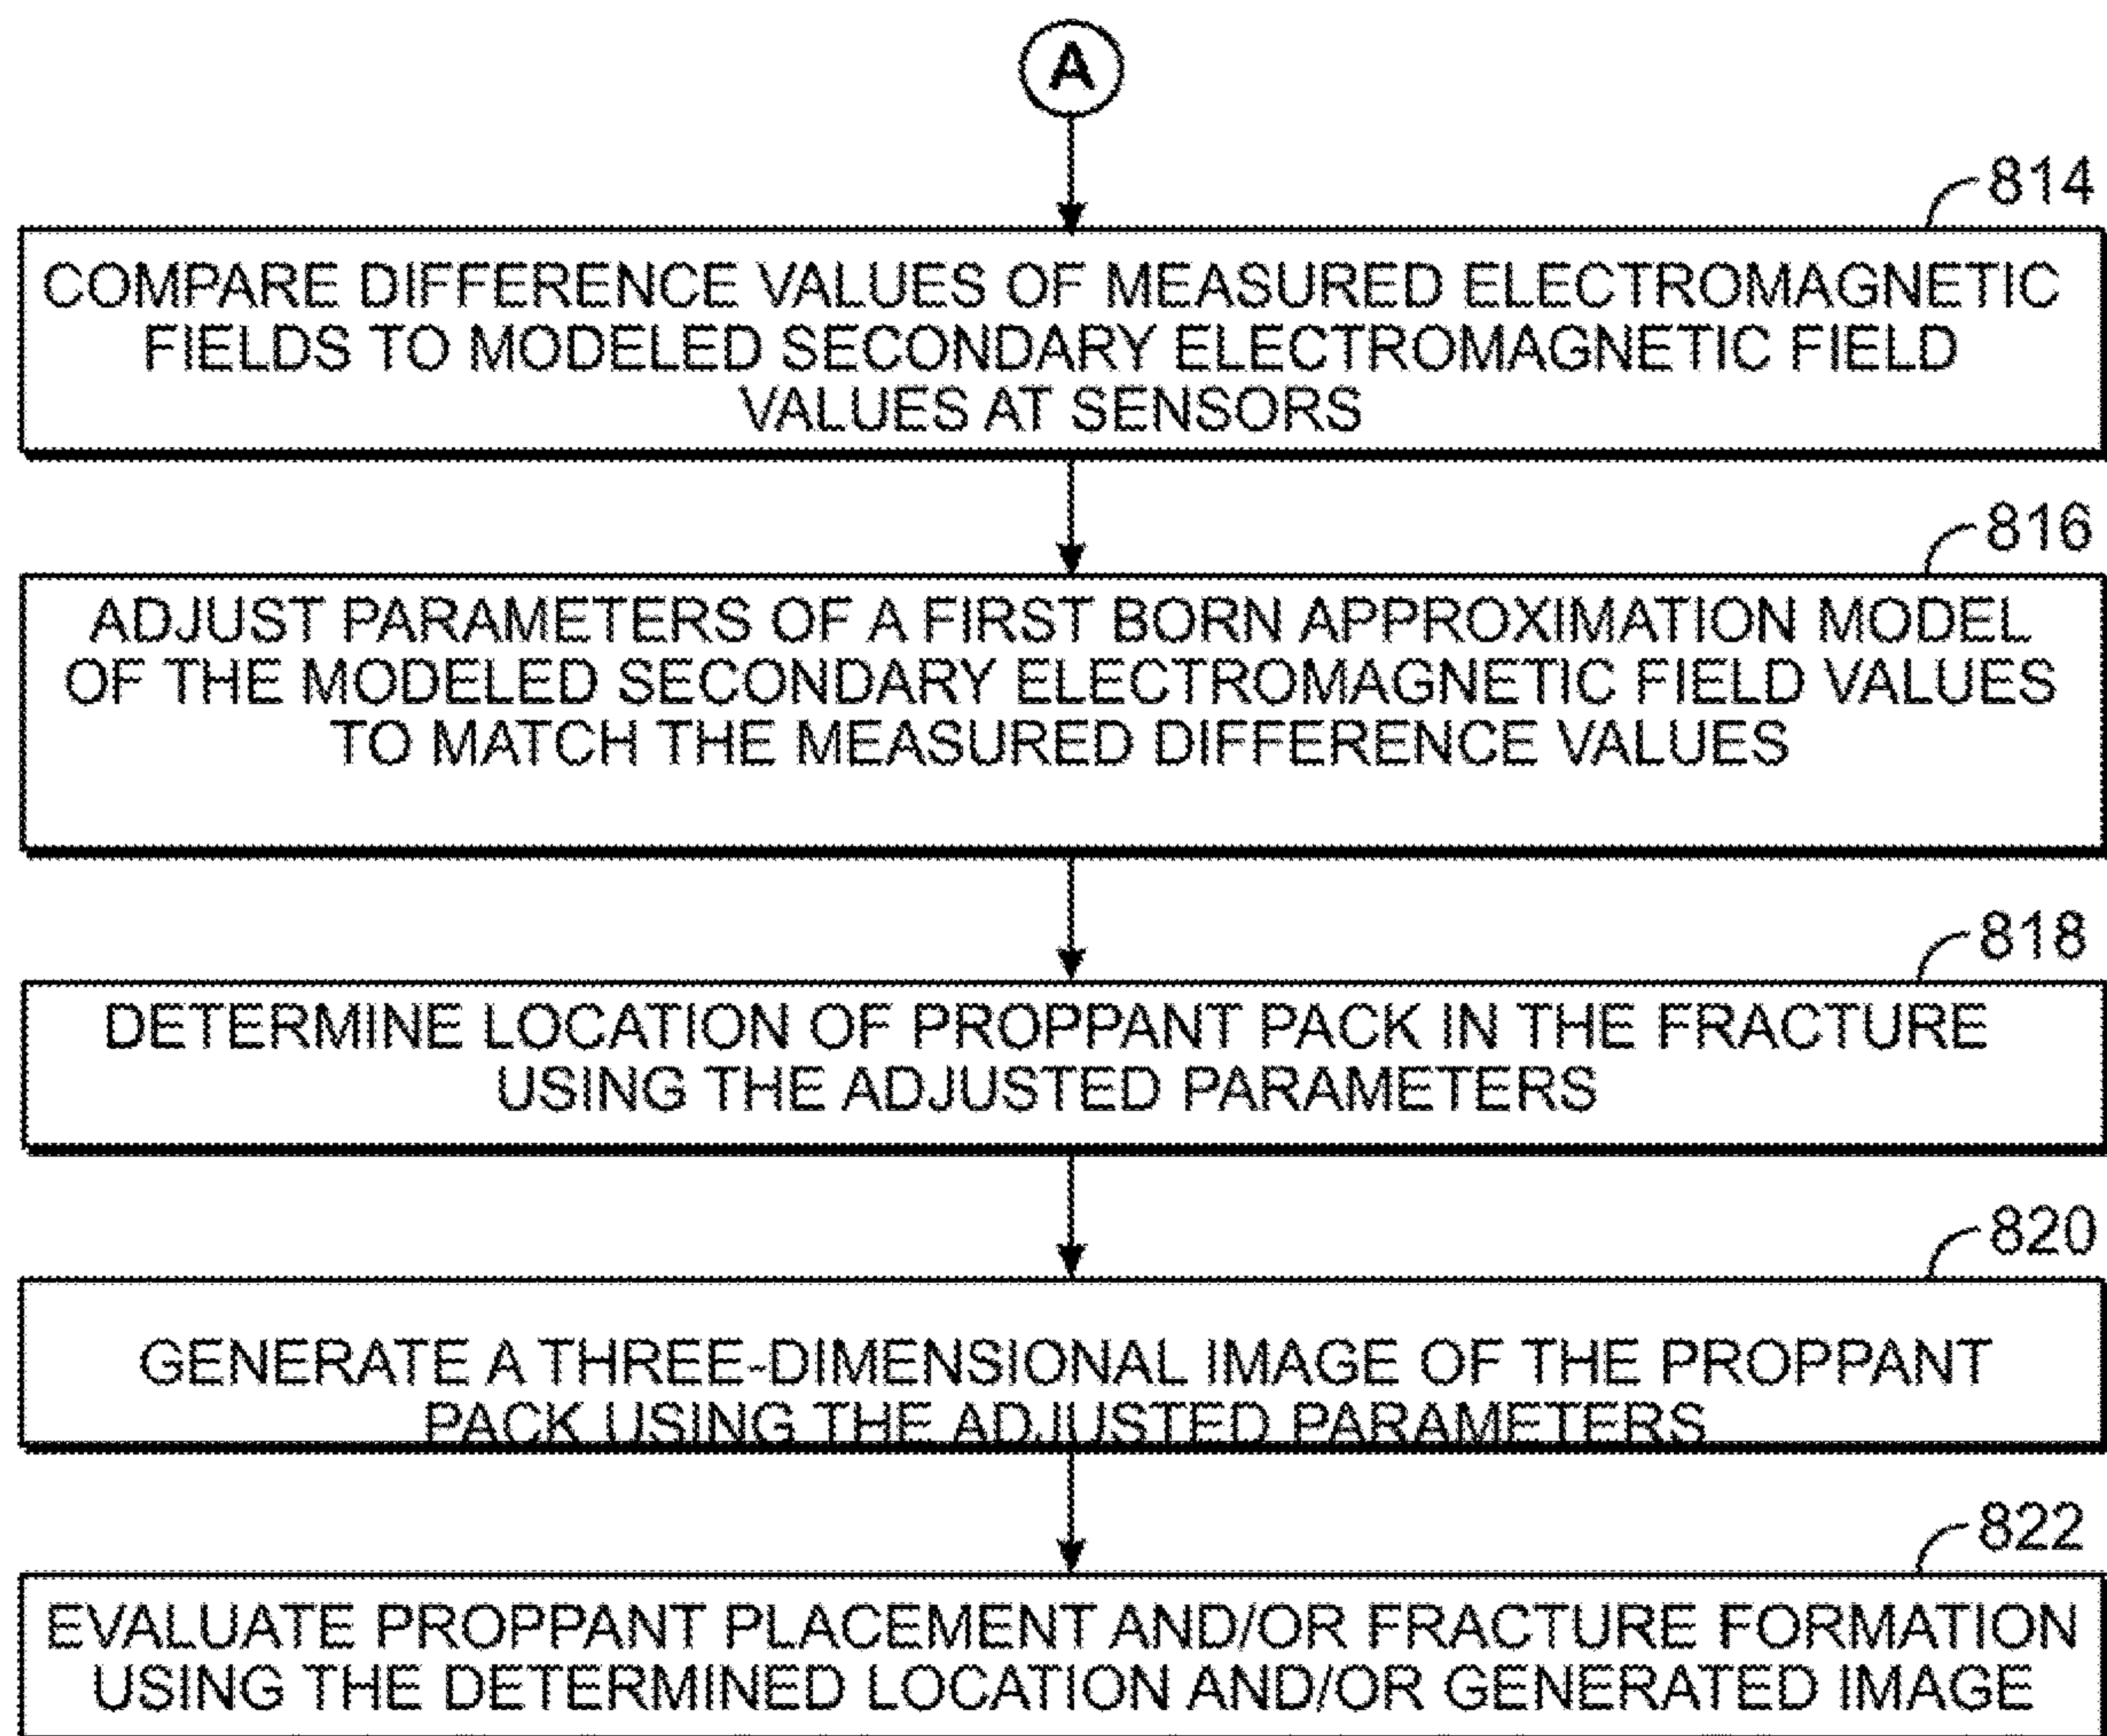 A
814
COMPARE DIFFERENCE VALUES OF MEASURED ELECTROMAGNETIC
FIELDS TO MODELED SECONDARY ELECTROMAGNETIC FIELD
VALUES AT SENSORS
816
ADJUST PARAMETERS OF A FIRST BORN APPROXIMATION MODEL
OF THE MODELED SECONDARY ELECTROMAGNETIC FIELD VALUES
TO MATCH THE MEASURED DIFFERENCE VALUES
818
DETERMINE LOCATION OF PROPPANT PACK IN THE FRACTURE
USING THE ADJUSTED PARAMETERS
820
GENERATE A THREE-DIMENSIONAL IMAGE OF THE PROPPANT
PACK USING THE ADJUSTED PARAMETERS
822
EVALUATE PROPPANT PLACEMENT AND/OR FRACTURE FORMATION
USING THE DETERMINED LOCATION AND/OR GENERATED IMAGE